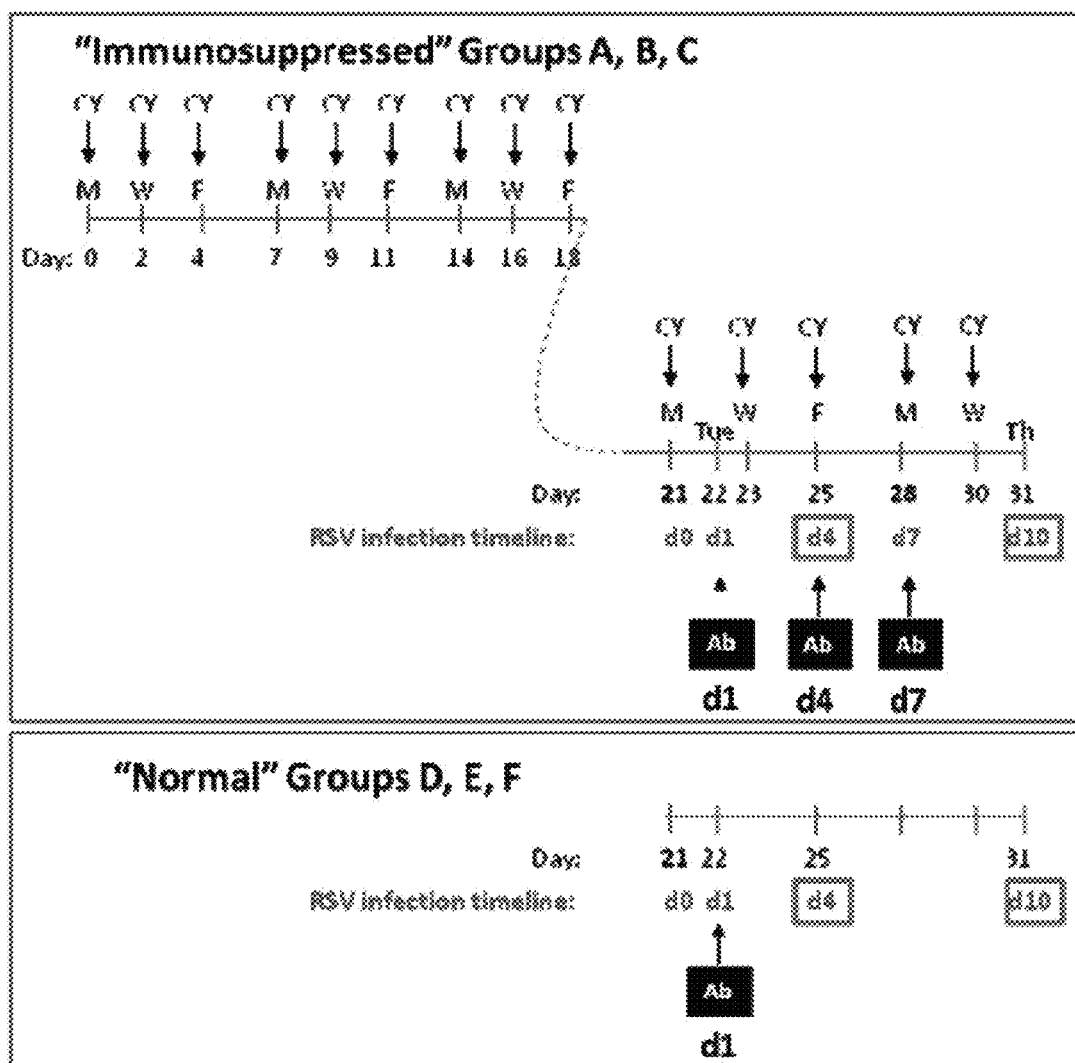 "Immunosuppressed" Groups A, B, C
CY CY CY CY CY CY CY CY CY
M W F M W F M W F
Day: 0 2 4 7 9 11 14 16 18
CY CY CY CY CY
M W F M W
Tue Th
Day: 21 22 23 25 28 30 31
RSV infection timeline: d0 d1 d4 d7 d10
Ab Ab Ab
d1 d4 d7
"Normal" Groups D, E, F
Day: 21 22 25 31
RSV infection timeline: d0 d1 d4 d10
Ab
d1